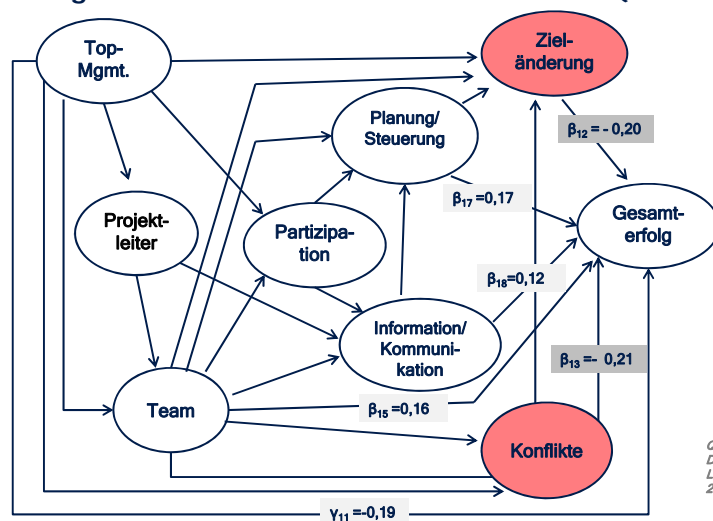 Top-
Mgmt.
Ziel-
änderung
Planung/
Steuerung
β12 = - 0,20
Projekt-
leiter
Partizipa-
tion
β17 =0,17
Gesamt-
erfolg
β18=0,12
Information/
Kommuni-
kation
β13 =- 0,21
Team
β15 =0,16
Konflikte
γ11 =-0,19